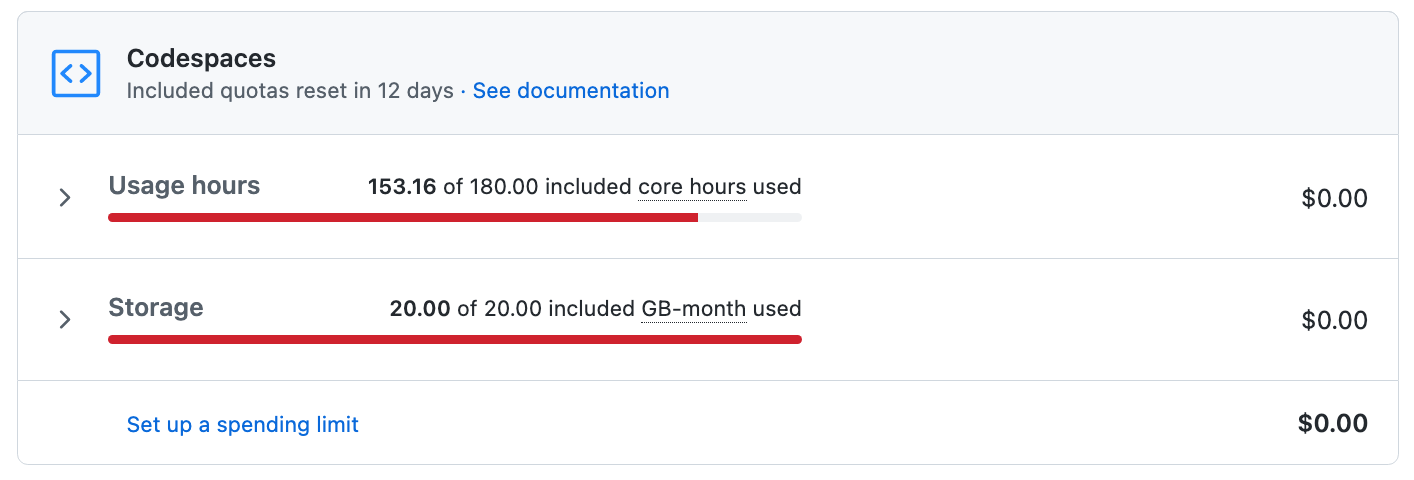 Codespaces
Included quotas reset in 12 days · See documentation
Usage hours 153.16 of 180.00 included core hours used $0.00
Storage 20.00 of 20.00 included GB-month used $0.00
Set up a spending limit $0.00